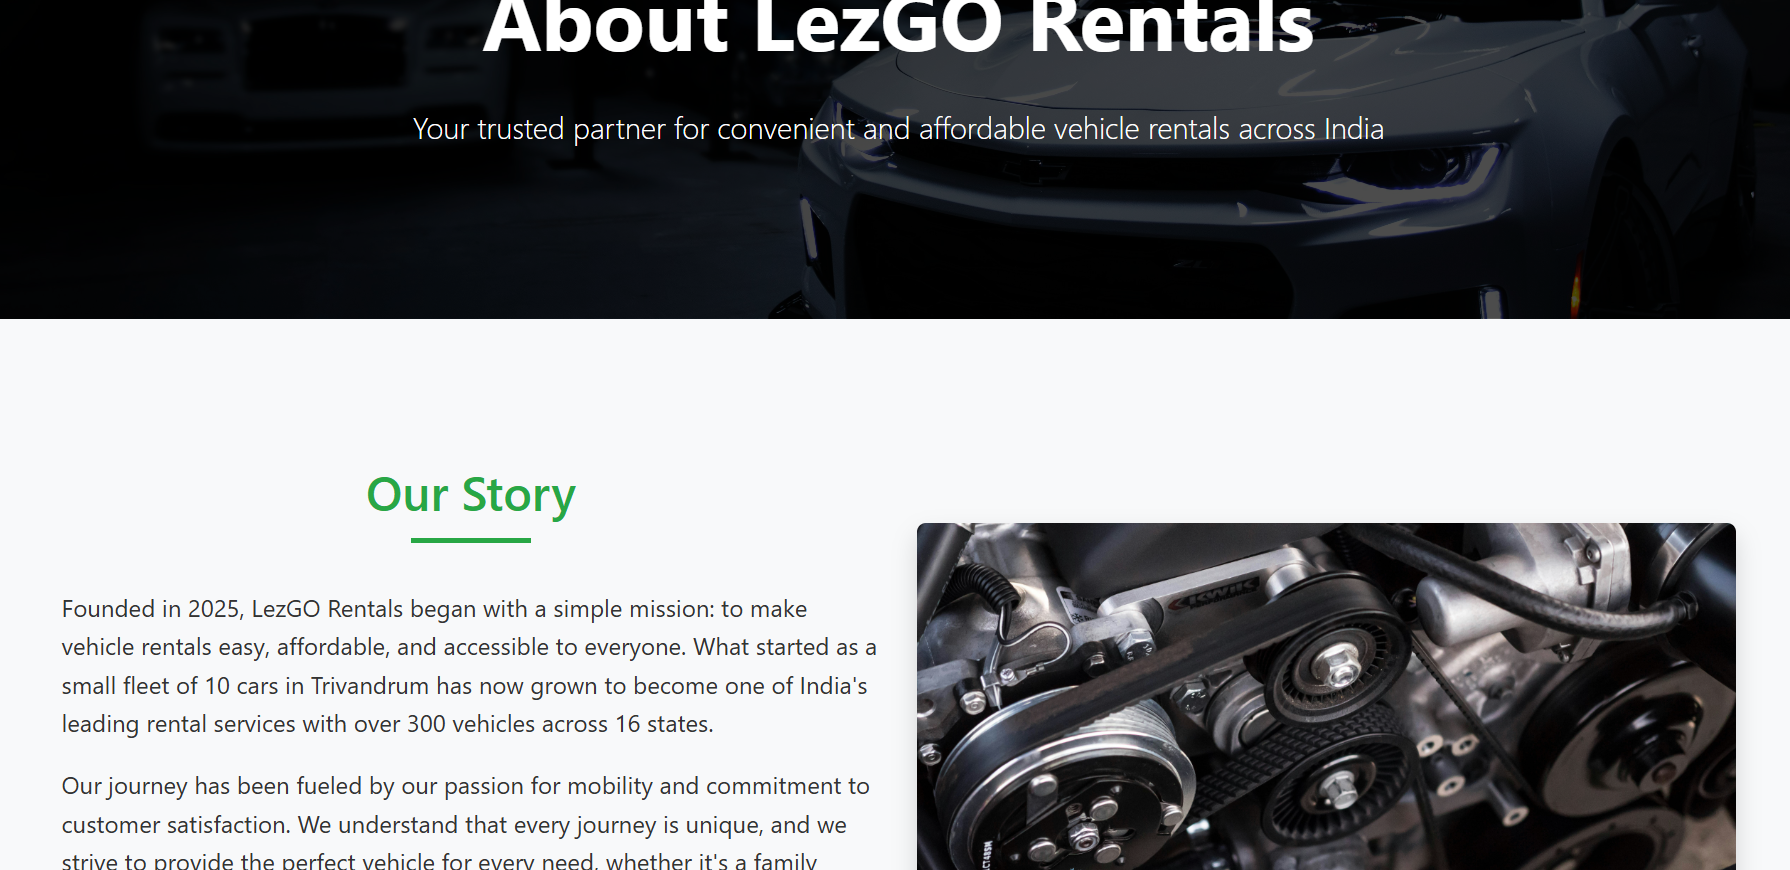 About LezGO Rentals
Your trusted partner for convenient and affordable vehicle rentals across India
Our Story
Founded in 2025, LezGO Rentals began with a simple mission: to make
vehicle rentals easy, affordable, and accessible to everyone. What started as a
small fleet of 10 cars in Trivandrum has now grown to become one of India's
leading rental services with over 300 vehicles across 16 states.
Our journey has been fueled by our passion for mobility and commitment to
customer satisfaction. We understand that every journey is unique, and we
strive to provide the perfect vehicle for every need, whether it's a family
KWIK